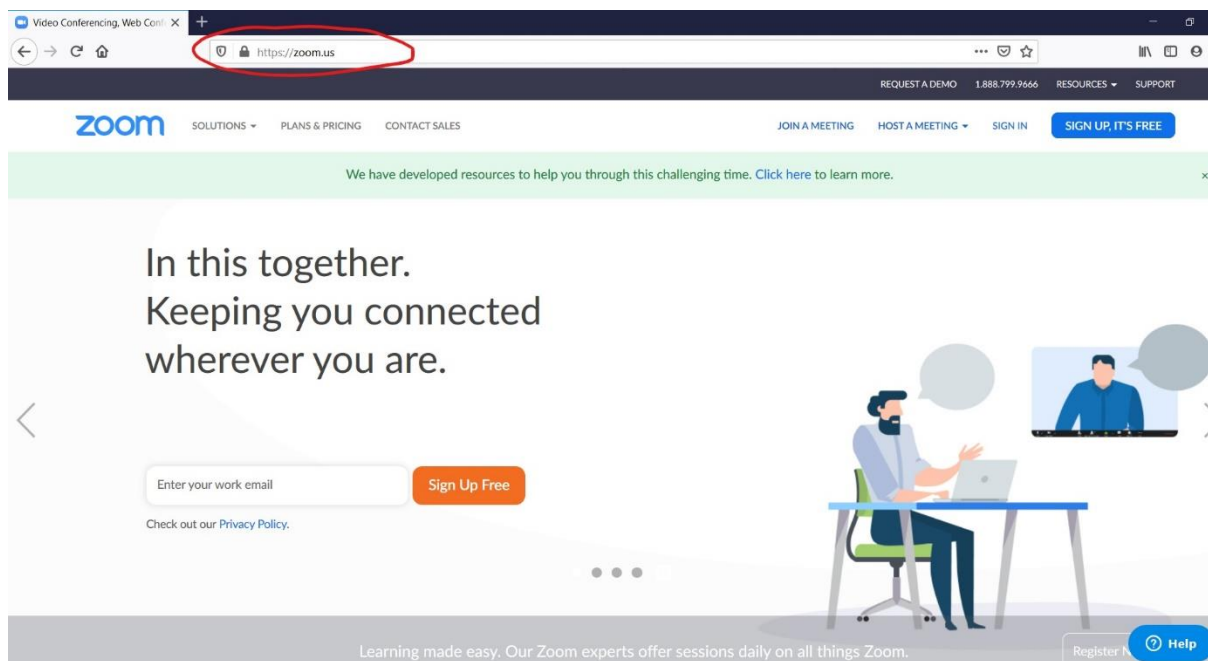 Video Conferencing, Web Conf
https://zoom.us
REQUEST A DEMO 1.888.799.9666 RESOURCES SUPPORT
zoom SOLUTIONS PLANS & PRICING CONTACT SALES JOIN A MEETING HOST A MEETING SIGN IN SIGN UP, IT'S FREE
We have developed resources to help you through this challenging time. Click here to learn more.
In this together.
Keeping you connected
wherever you are.
Enter your work email Sign Up Free
Check out our Privacy Policy.
Learning made easy. Our Zoom experts offer sessions daily on all things Zoom. Register
Help